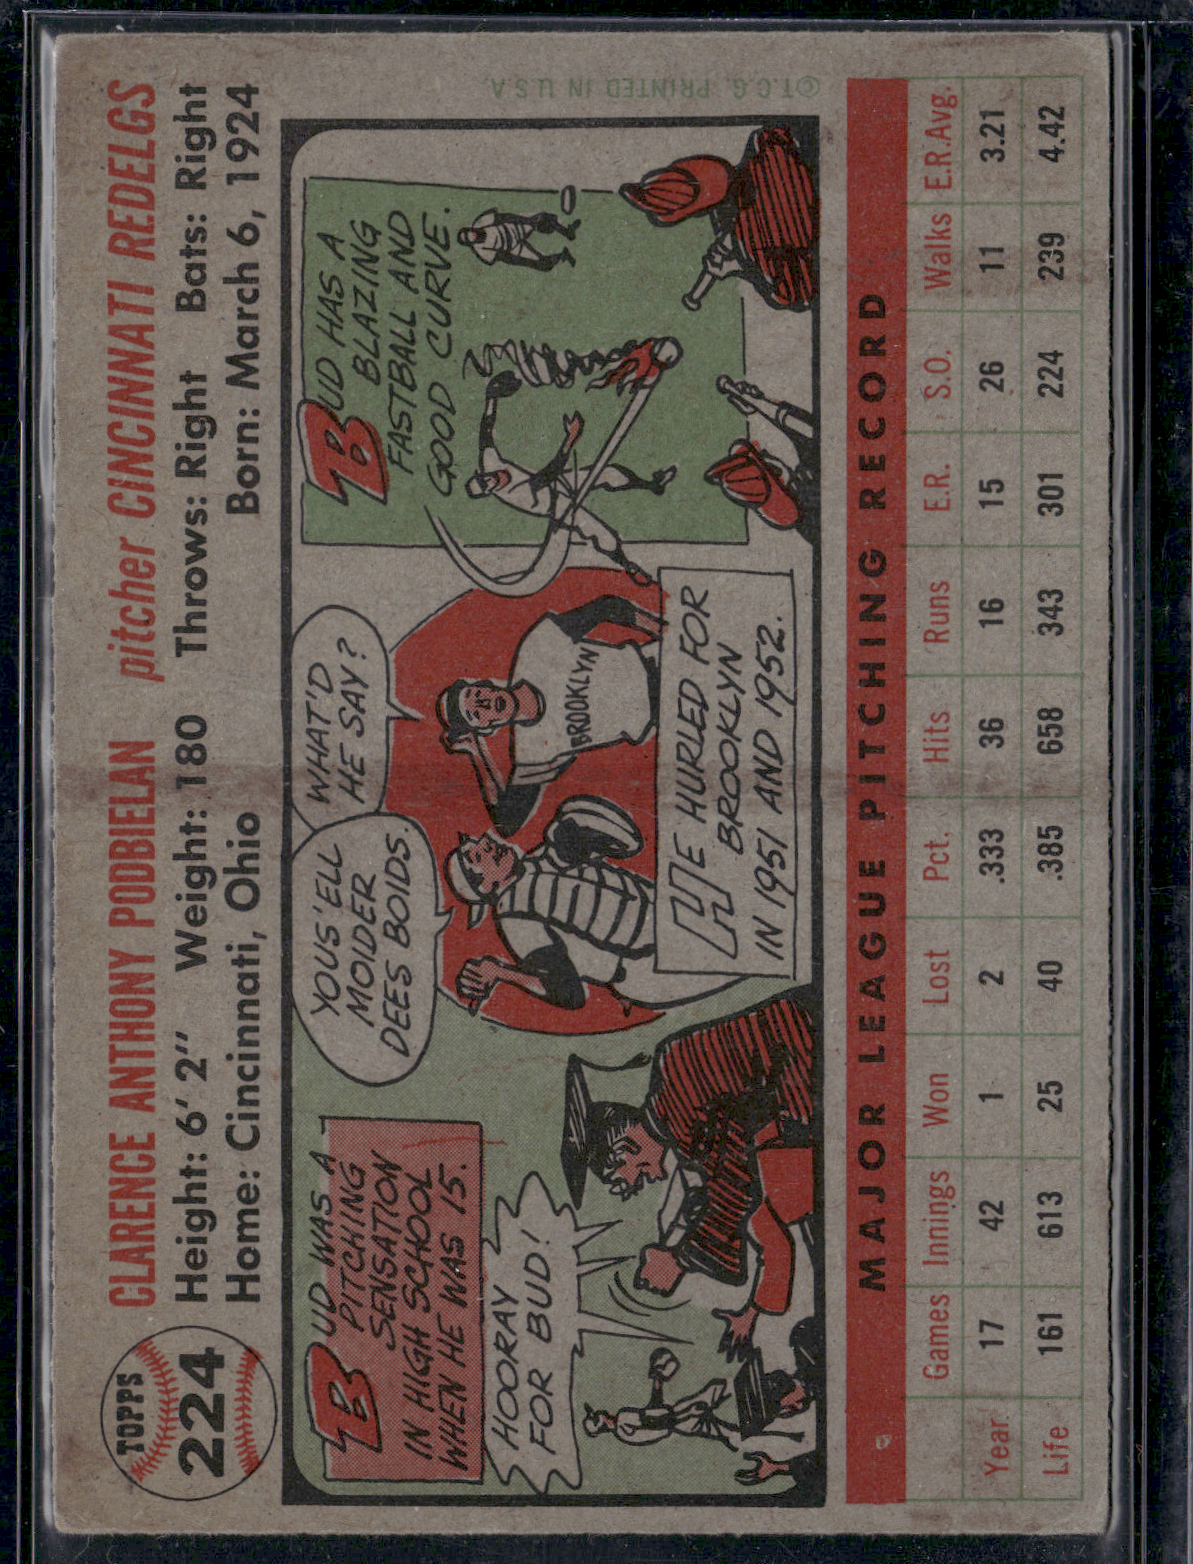 TOPPS
224
CLARENCE ANTHONY PODBIELAN pitcher CINCINNATI REDELGS
Height: 6' 2" Weight: 180 Throws: Right Bats: Right
Home: Cincinnati, Ohio Born: March 6, 1924
BUD WAS A
PITCHING
SENSATION
IN HIGH SCHOOL
WHEN HE WAS 15.
HOORAY
FOR BUD!
YOUS'ELL
MOIDER
DEES BOIDS.
WHAT'D
HE SAY?
BROOKLYN
HE HURLED FOR
BROOKLYN
IN 1951 AND 1952.
BUD HAS A
BLAZING
FASTBALL AND
GOOD CURVE.
©T.C.G. PRINTED IN U.S.A
MAJOR LEAGUE PITCHING RECORD
Games Innings Won Lost Pct. Hits Runs E.R. S.O. Walks E.R.Avg.
Year 17 42 1 2 .333 36 16 15 26 11 3.21
Life 161 613 25 40 .385 658 343 301 224 239 4.42